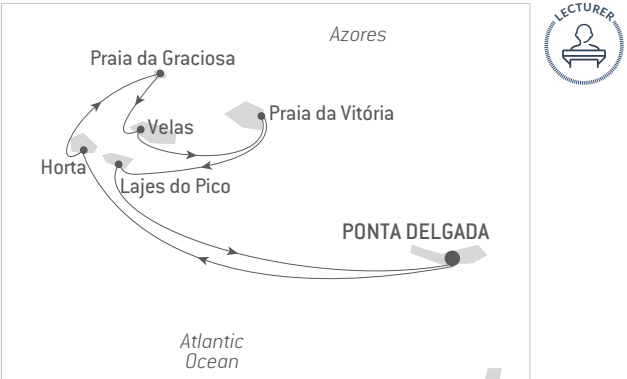 Azores
LECTURER
Praia da Graciosa
Praia da Vitória
Velas
Horta
Lajes do Pico
PONTA DELGADA
Atlantic
Ocean